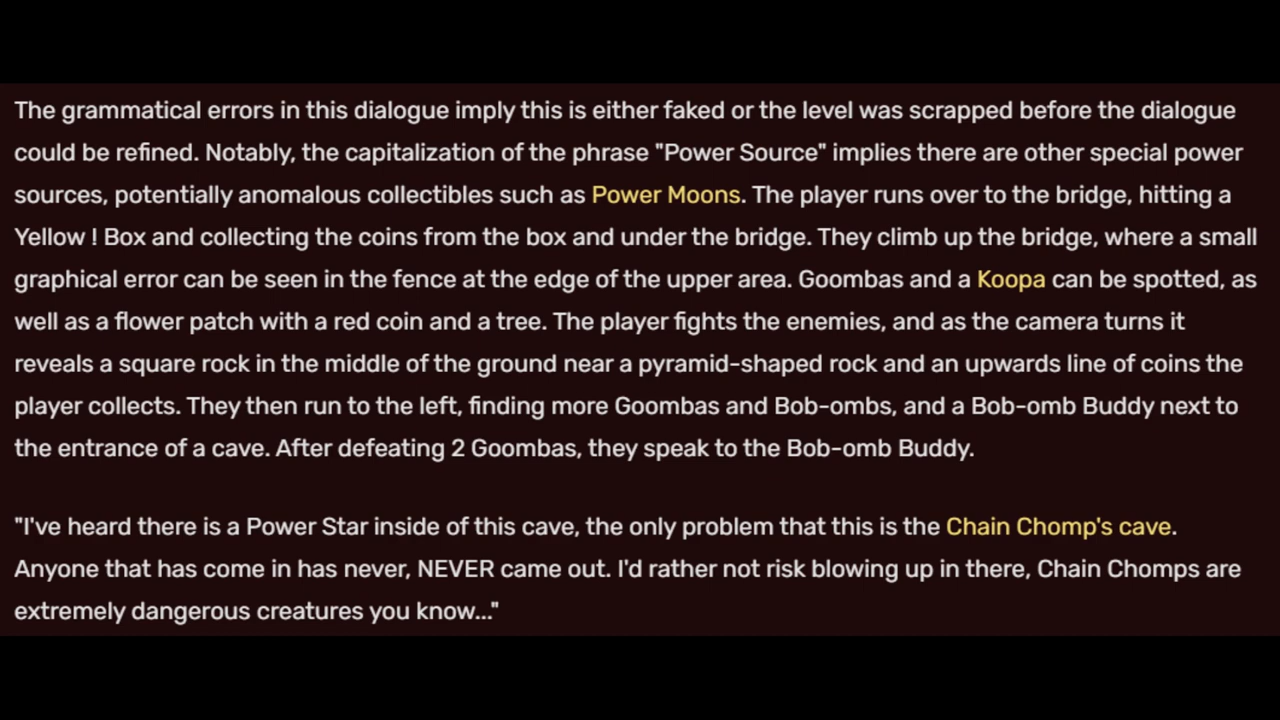 The grammatical errors in this dialogue imply this is either faked or the level was scrapped before the dialogue
could be refined. Notably, the capitalization of the phrase "Power Source" implies there are other special power
sources, potentially anomalous collectibles such as Power Moons. The player runs over to the bridge, hitting a
Yellow ! Box and collecting the coins from the box and under the bridge. They climb up the bridge, where a small
graphical error can be seen in the fence at the edge of the upper area. Goombas and a Koopa can be spotted, as
well as a flower patch with a red coin and a tree. The player fights the enemies, and as the camera turns it
reveals a square rock in the middle of the ground near a pyramid-shaped rock and an upwards line of coins the
player collects. They then run to the left, finding more Goombas and Bob-ombs, and a Bob-omb Buddy next to
the entrance of a cave. After defeating 2 Goombas, they speak to the Bob-omb Buddy.
"I've heard there is a Power Star inside of this cave, the only problem that this is the Chain Chomp's cave.
Anyone that has come in has never, NEVER came out. I'd rather not risk blowing up in there, Chain Chomps are
extremely dangerous creatures you know..."